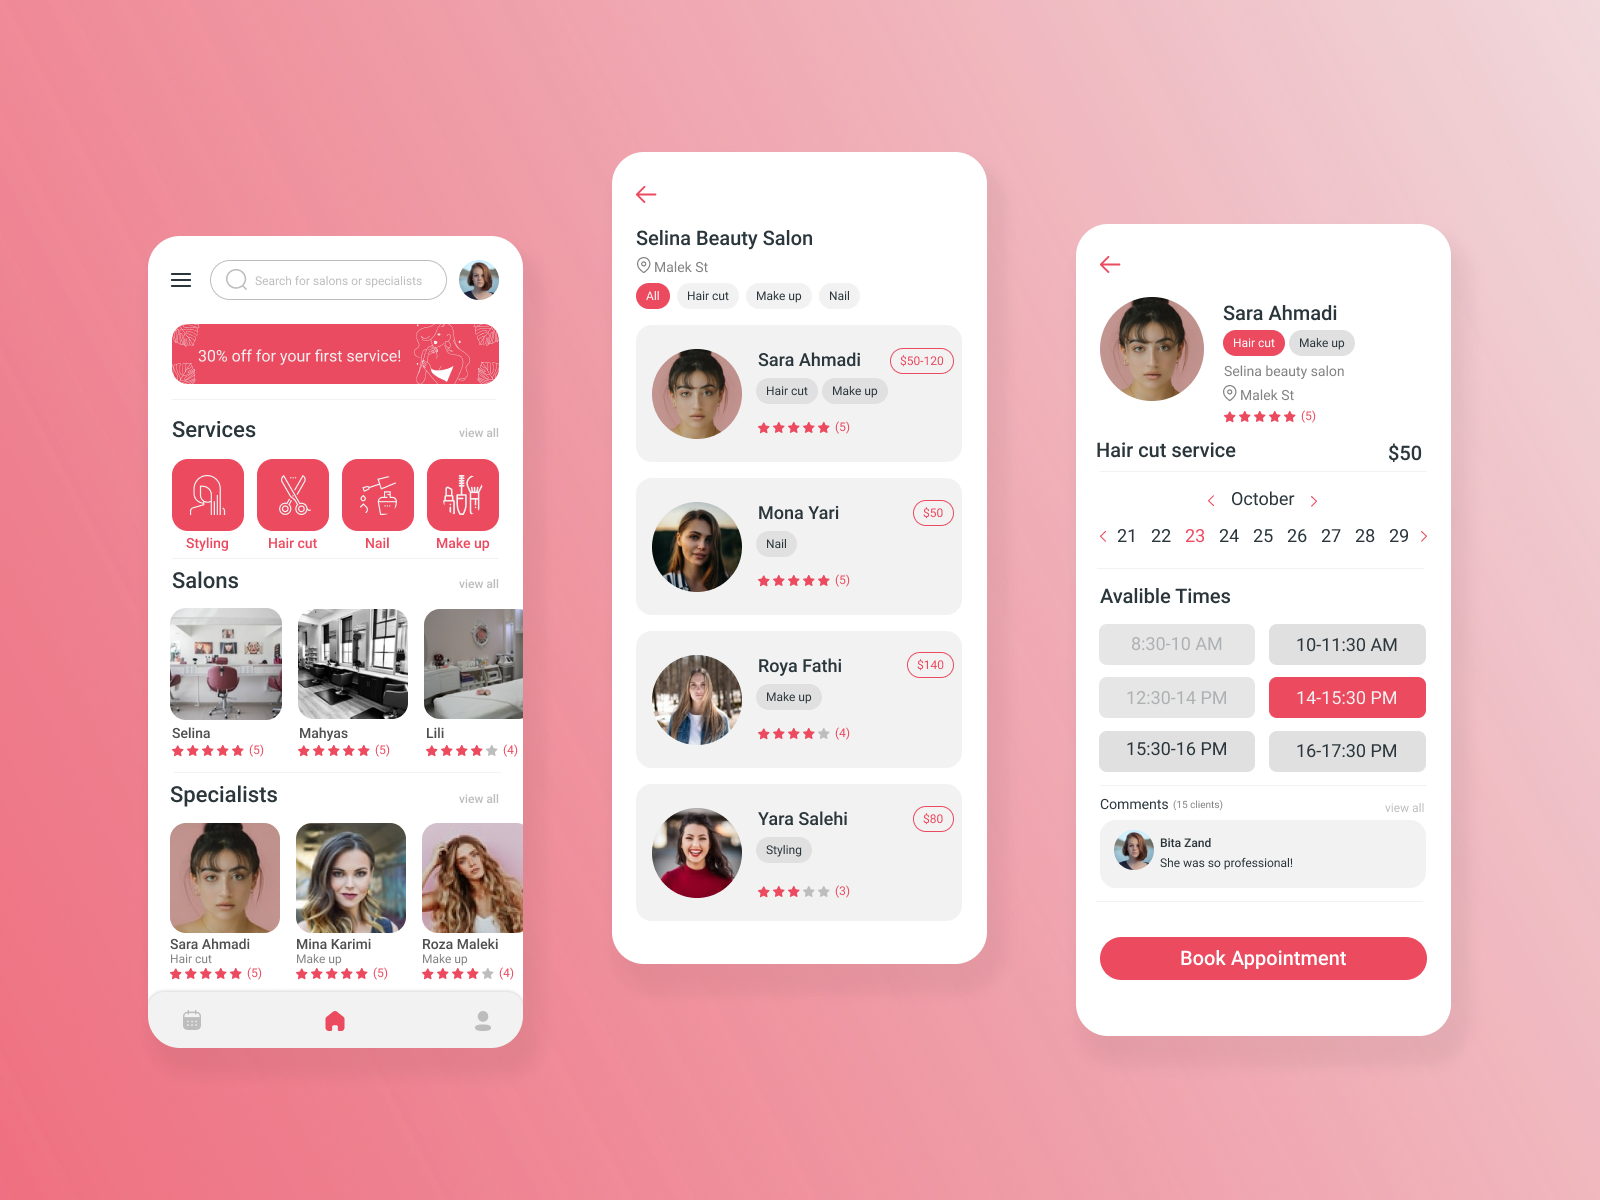 Search for salons or specialists
30% off for your first service!
Services
view all
Styling
Hair cut
Nail
Make up
Salons
view all
Selina
Mahyas
Lili
(5)
(5)
(4)
Specialists
view all
Sara Ahmadi
Mina Karimi
Roza Maleki
Hair cut
Make up
Make up
(5)
(5)
(4)
Selina Beauty Salon
Malek St
All
Hair cut
Make up
Nail
Sara Ahmadi
$50-120
Hair cut
Make up
(5)
Mona Yari
$50
Nail
(5)
Roya Fathi
$140
Make up
(4)
Yara Salehi
$80
Styling
(3)
Sara Ahmadi
Hair cut
Make up
Selina beauty salon
Malek St
(5)
Hair cut service
$50
October
21 22 23 24 25 26 27 28 29
Avalible Times
8:30-10 AM
10-11:30 AM
12:30-14 PM
14-15:30 PM
15:30-16 PM
16-17:30 PM
Comments (15 clients)
view all
Bita Zand
She was so professional!
Book Appointment